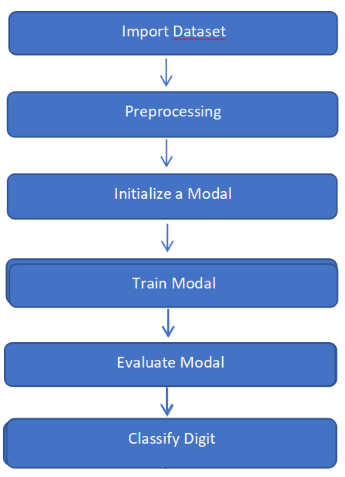 Import Dataset
Preprocessing
Initialize a Modal
Train Modal
Evaluate Modal
Classify Digit